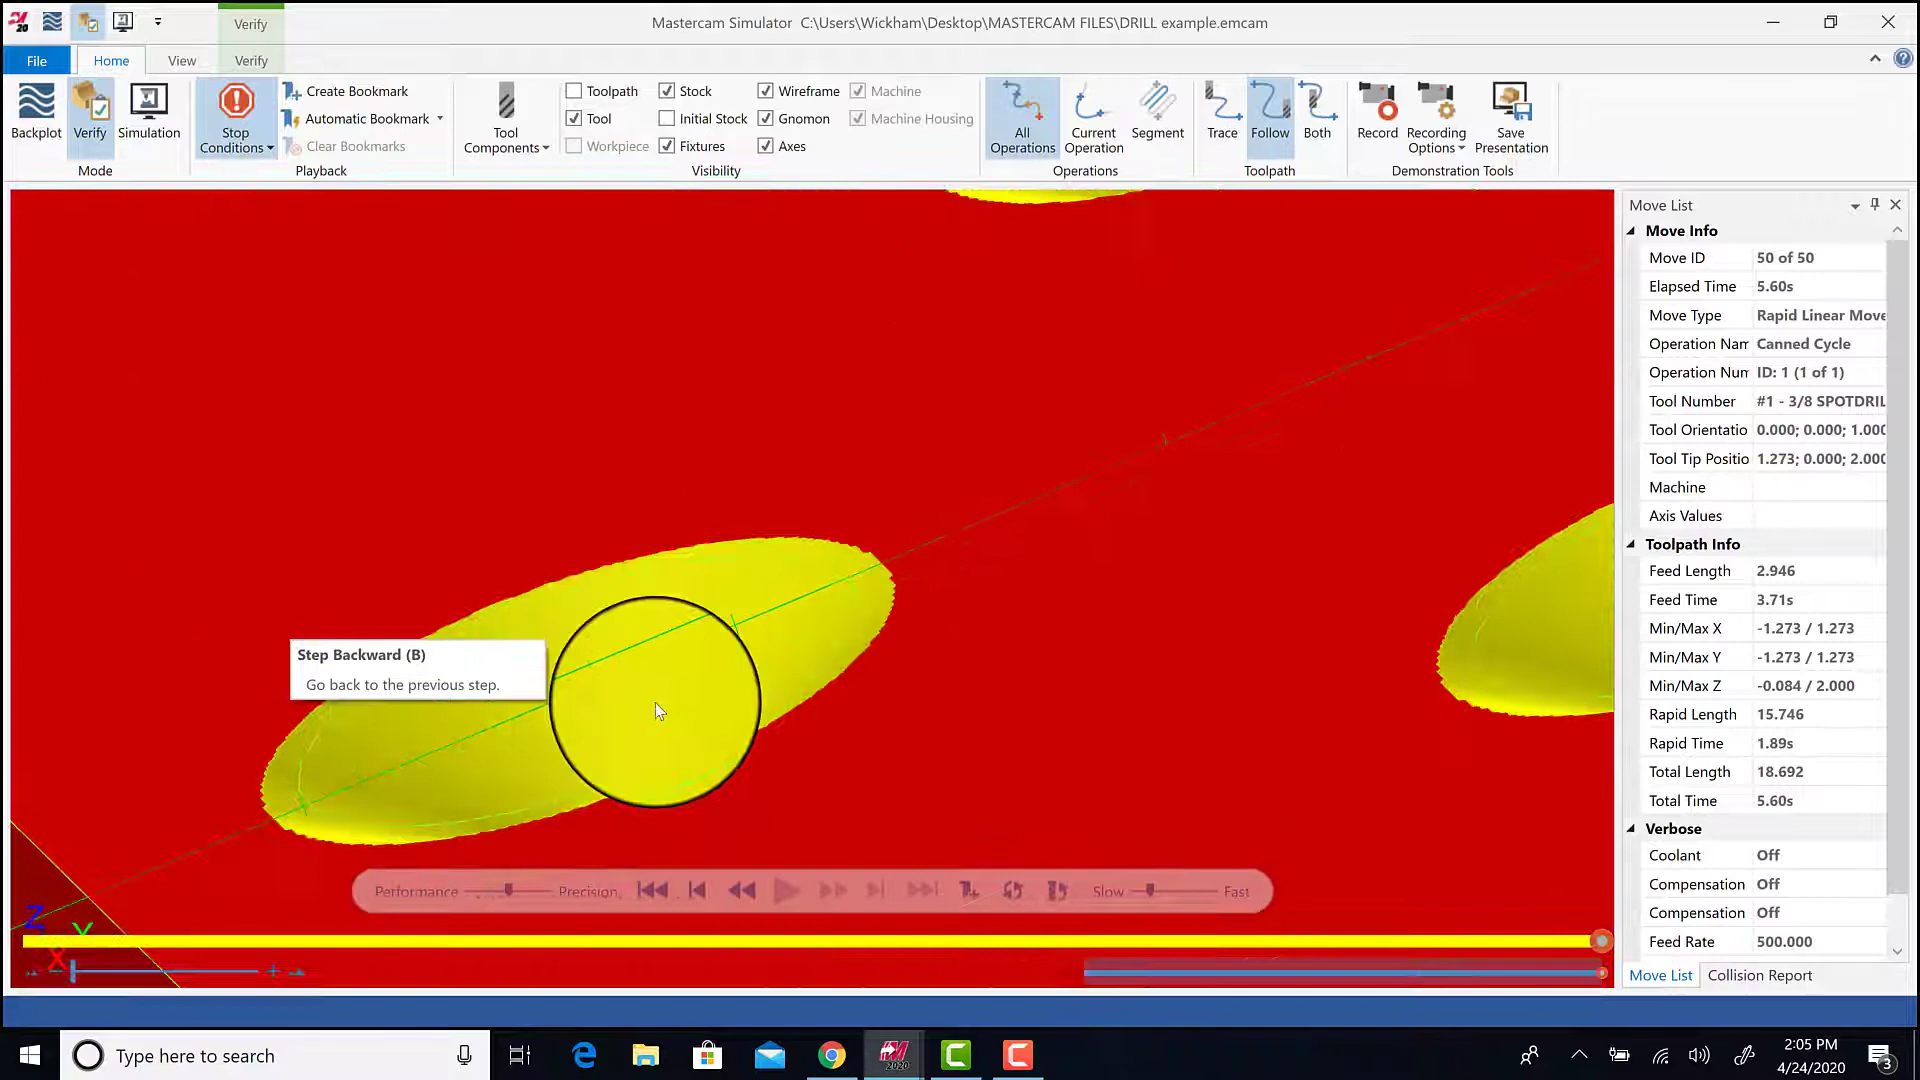 20
Verify
Mastercam Simulator C:\Users\Wickham\Desktop\MASTERCAM FILES\DRILL example.emcam
File
Home
View
Verify
Backplot
Verify
Simulation
Mode
Stop
Conditions
Create Bookmark
Automatic Bookmark
Clear Bookmarks
Playback
Tool
Components
Toolpath
Tool
Workpiece
Stock
Initial Stock
Fixtures
Wireframe
Gnomon
Axes
Machine
Machine Housing
Visibility
All
Operations
Current
Operation
Segment
Operations
Trace
Follow
Both
Toolpath
Record
Recording
Options
Save
Presentation
Demonstration Tools
Move List
Move Info
Move ID 50 of 50
Elapsed Time 5.60s
Move Type Rapid Linear Move
Operation Nam Canned Cycle
Operation Num ID: 1 (1 of 1)
Tool Number #1 - 3/8 SPOTDRIL
Tool Orientatio 0.000; 0.000; 1.000
Tool Tip Positio 1.273; 0.000; 2.000
Machine
Axis Values
Toolpath Info
Feed Length 2.946
Feed Time 3.71s
Min/Max X -1.273 / 1.273
Min/Max Y -1.273 / 1.273
Min/Max Z -0.084 / 2.000
Rapid Length 15.746
Rapid Time 1.89s
Total Length 18.692
Total Time 5.60s
Verbose
Coolant Off
Compensation Off
Compensation Off
Feed Rate 500.000
Move List
Collision Report
Step Backward (B)
Go back to the previous step.
Performance
Precision
Slow
Fast
Z
Y
X
Type here to search
2020
2:05 PM
4/24/2020
3